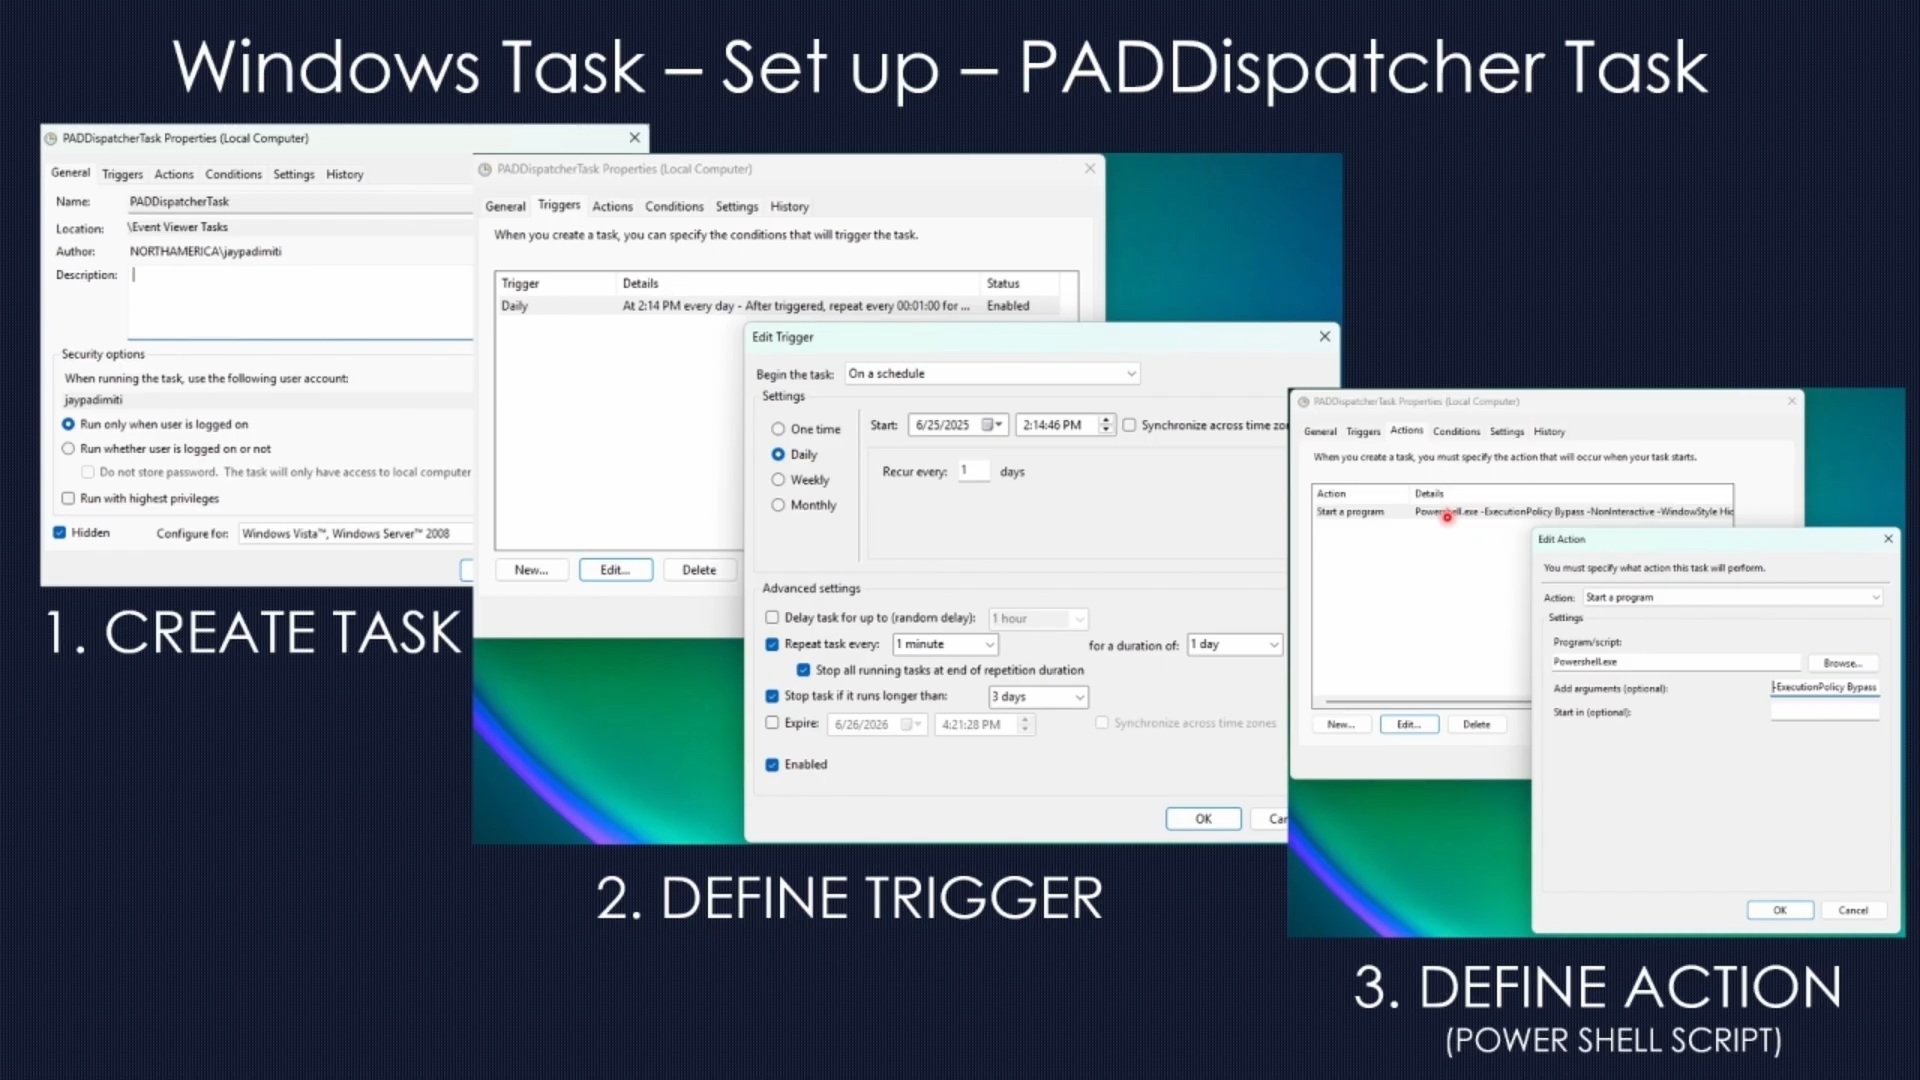 Windows Task – Set up – PADDispatcher Task
PADDispatcherTask Properties (Local Computer)
General Triggers Actions Conditions Settings History
Name: PADDispatcherTask
Location: \Event Viewer Tasks
Author: NORTHAMERICA\jaypadimiti
Description:
Security options
When running the task, use the following user account:
jaypadimiti
Run only when user is logged on
Run whether user is logged on or not
Do not store password. The task will only have access to local computer
Run with highest privileges
Hidden Configure for: Windows Vista™, Windows Server™ 2008
1. CREATE TASK
PADDispatcherTask Properties (Local Computer)
General Triggers Actions Conditions Settings History
When you create a task, you can specify the conditions that will trigger the task.
Trigger Details Status
Daily At 2:14 PM every day - After triggered, repeat every 00:01:00 for ... Enabled
New... Edit... Delete
Edit Trigger
Begin the task: On a schedule
Settings
One time
Daily
Weekly
Monthly
Start: 6/25/2025 2:14:46 PM Synchronize across time zo
Recur every: 1 days
Advanced settings
Delay task for up to (random delay): 1 hour
Repeat task every: 1 minute for a duration of: 1 day
Stop all running tasks at end of repetition duration
Stop task if it runs longer than: 3 days
Expire: 6/26/2026 4:21:28 PM Synchronize across time zones
Enabled
OK Car
2. DEFINE TRIGGER
PADDispatcherTask Properties (Local Computer)
General Triggers Actions Conditions Settings History
When you create a task, you must specify the action that will occur when your task starts.
Action Details
Start a program Powershell.exe -ExecutionPolicy Bypass -NonInteractive -WindowStyle Hid
New... Edit... Delete
Edit Action
You must specify what action this task will perform.
Action: Start a program
Settings
Program/script:
Powershell.exe Browse...
Add arguments (optional): -ExecutionPolicy Bypass
Start in (optional):
OK Cancel
3. DEFINE ACTION
(POWER SHELL SCRIPT)